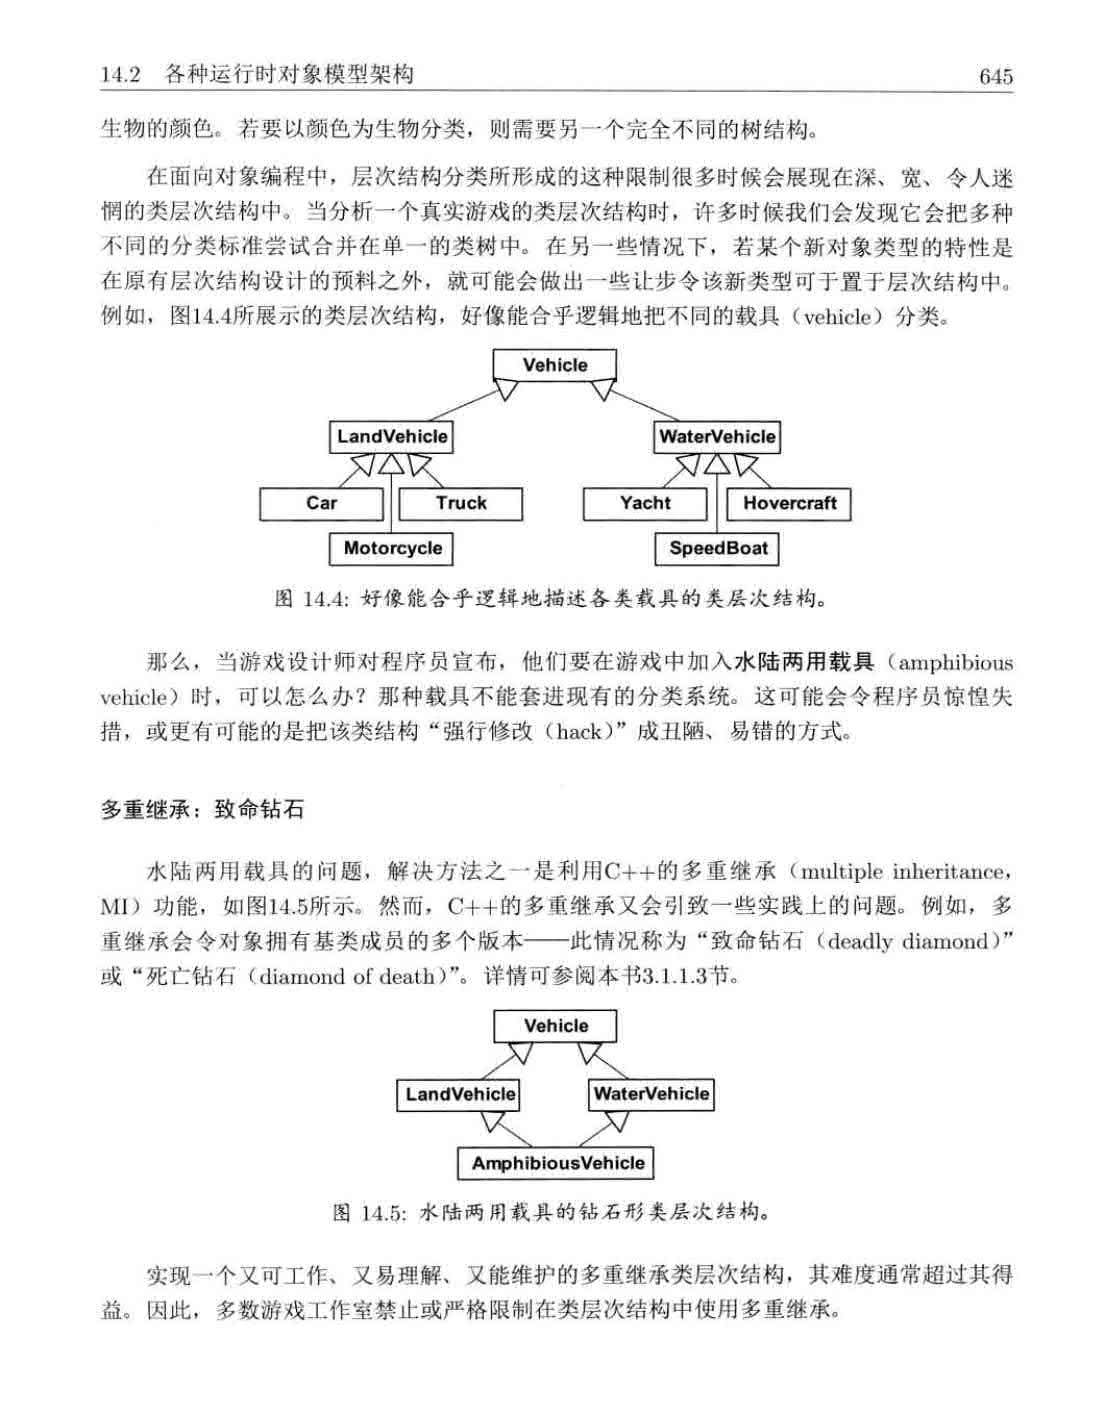 14.2 各种运行时对象模型架构 645
生物的颜色。若要以颜色为生物分类，则需要另一个完全不同的树结构。
在面向对象编程中，层次结构分类所形成的这种限制很多时候会展现在深、宽、令人迷
惘的类层次结构中。当分析一个真实游戏的类层次结构时，许多时候我们会发现它会把多种
不同的分类标准尝试合并在单一的类树中。在另一些情况下，若某个新对象类型的特性是
在原有层次结构设计的预料之外，就可能会做出一些让步令该新类型可于置于层次结构中。
例如，图14.4所展示的类层次结构，好像能合乎逻辑地把不同的载具（vehicle）分类。
Vehicle
LandVehicle WaterVehicle
Car Truck Yacht Hovercraft
Motorcycle SpeedBoat
图 14.4: 好像能合乎逻辑地描述各类载具的类层次结构。
那么，当游戏设计师对程序员宣布，他们要在游戏中加入水陆两用载具（amphibious
vehicle）时，可以怎么办？那种载具不能套进现有的分类系统。这可能会令程序员惊惶失
措，或更有可能的是把该类结构“强行修改（hack）”成丑陋、易错的方式。
多重继承：致命钻石
水陆两用载具的问题，解决方法之一是利用C++的多重继承（multiple inheritance，
MI）功能，如图14.5所示。然而，C++的多重继承又会引致一些实践上的问题。例如，多
重继承会令对象拥有基类成员的多个版本——此情况称为“致命钻石（deadly diamond）”
或“死亡钻石（diamond of death）”。详情可参阅本书3.1.1.3节。
Vehicle
LandVehicle WaterVehicle
AmphibiousVehicle
图 14.5: 水陆两用载具的钻石形类层次结构。
实现一个又可工作、又易理解、又能维护的多重继承类层次结构，其难度通常超过其得
益。因此，多数游戏工作室禁止或严格限制在类层次结构中使用多重继承。